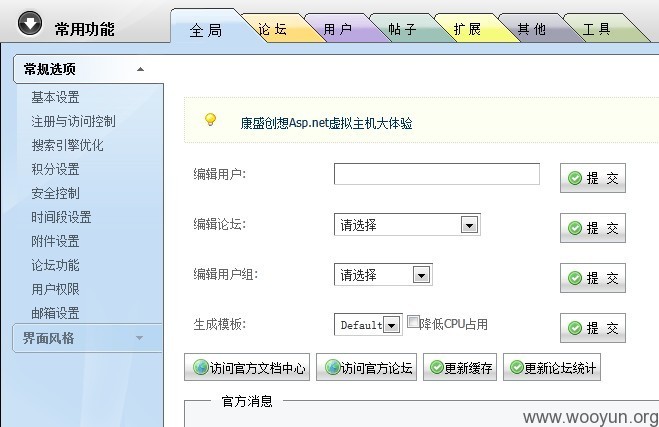 常用功能 全局 论坛 用户 帖子 扩展 其他 工具
常规选项
基本设置
注册与访问控制
搜索引擎优化
积分设置
安全控制
时间段设置
附件设置
论坛功能
用户权限
邮箱设置
界面风格
康盛创想Asp.net虚拟主机大体验
编辑用户: 提 交
编辑论坛: 请选择 提 交
编辑用户组: 请选择 提 交
生成模板: Default 降低CPU占用 提 交
访问官方文档中心 访问官方论坛 更新缓存 更新论坛统计
官方消息
www.wooyun.org